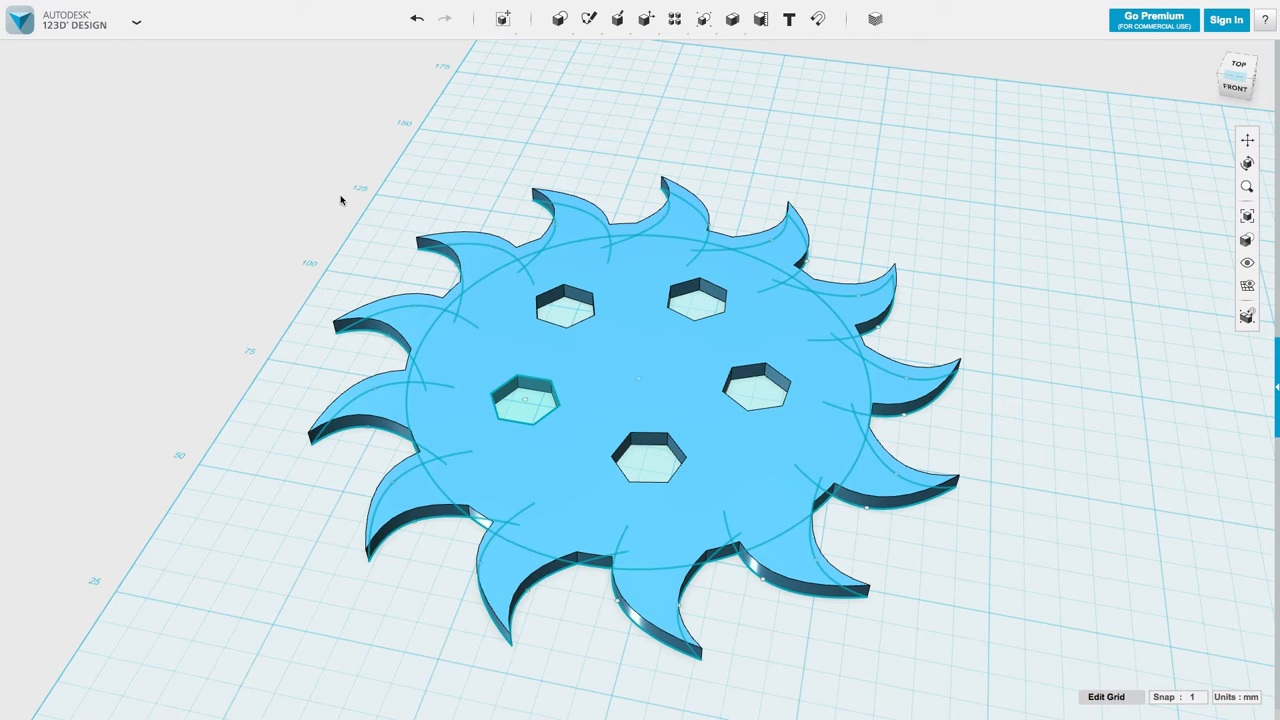 AUTODESK®
123D® DESIGN
Go Premium
(FOR COMMERCIAL USE)
Sign In
?
TOP
FRONT
175
150
125
100
75
50
25
Edit Grid
Snap : 1
Units : mm